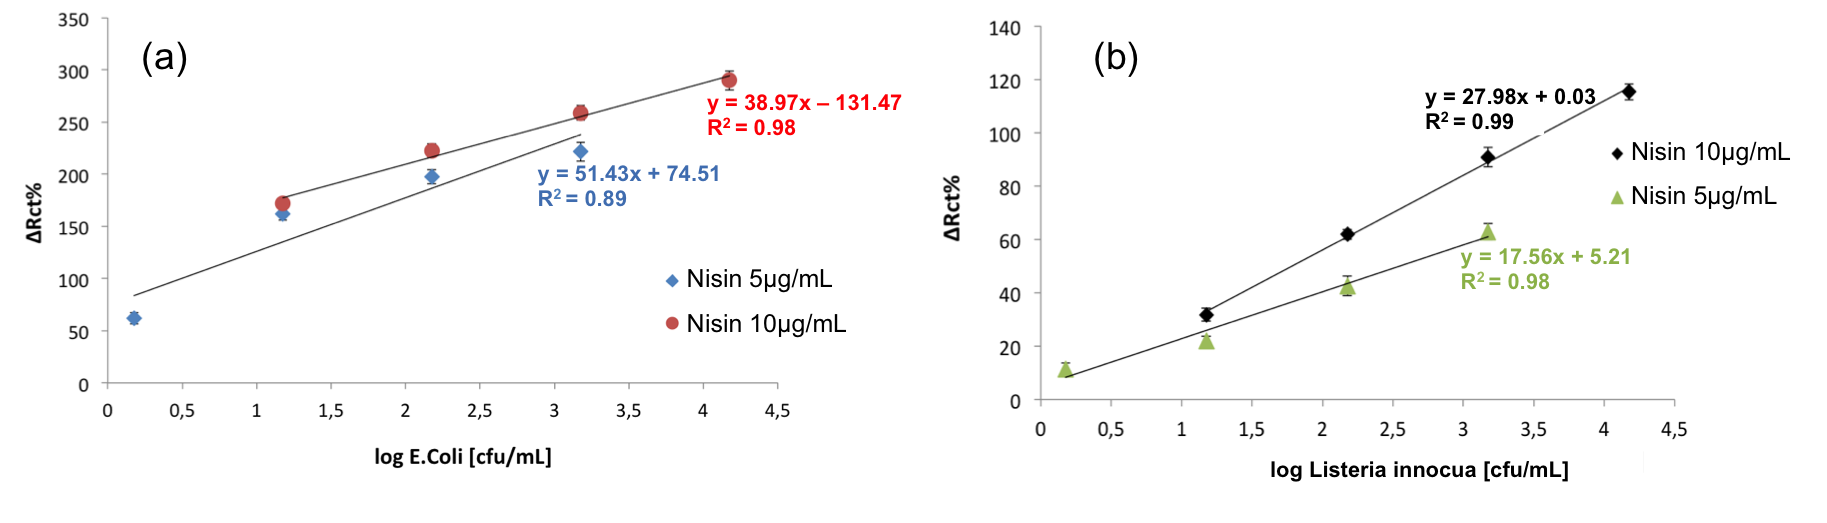 (a)
350
300
250
200
150
100
50
0
ΔRct%
y = 38.97x – 131.47
R² = 0.98
y = 51.43x + 74.51
R² = 0.89
Nisin 5µg/mL
Nisin 10µg/mL
0 0,5 1 1,5 2 2,5 3 3,5 4 4,5
log E.Coli [cfu/mL]
(b)
140
120
100
80
60
40
20
0
ΔRct%
y = 27.98x + 0.03
R² = 0.99
Nisin 10µg/mL
Nisin 5µg/mL
y = 17.56x + 5.21
R² = 0.98
0 0,5 1 1,5 2 2,5 3 3,5 4 4,5
log Listeria innocua [cfu/mL]